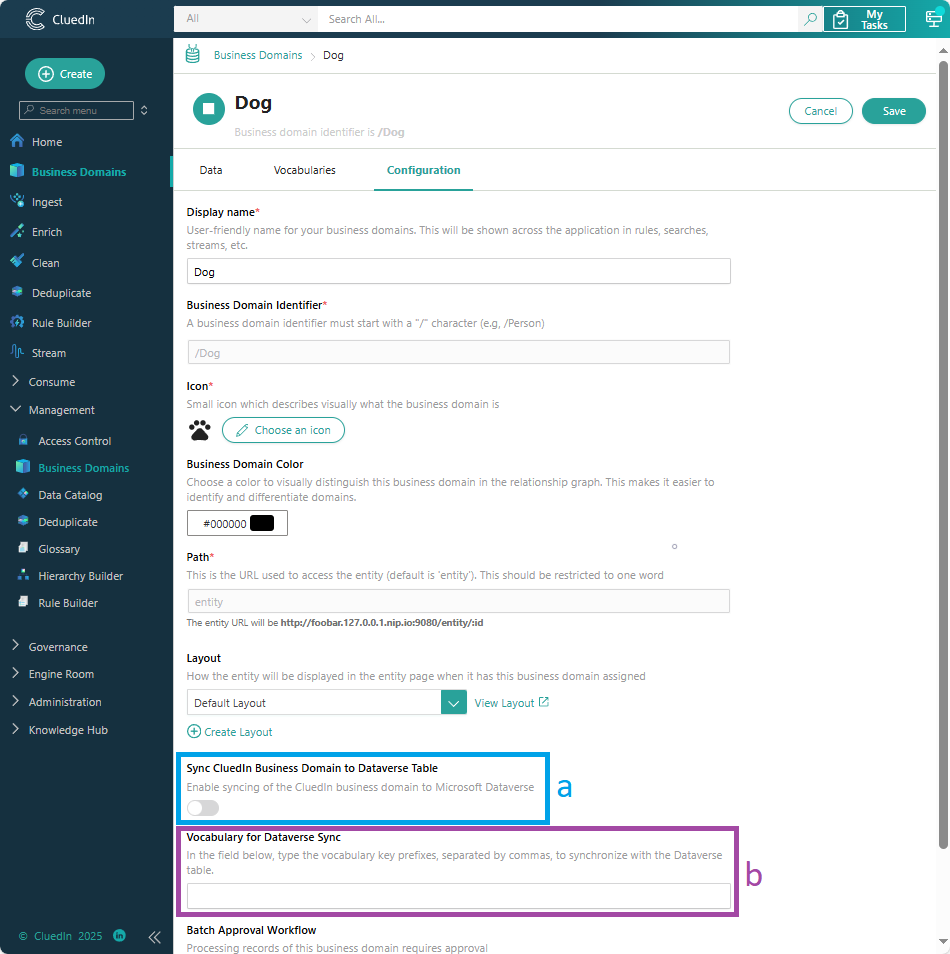 CluedIn
All
Search All...
My Tasks
Create
Search menu
Home
Business Domains
Ingest
Enrich
Clean
Deduplicate
Rule Builder
Stream
Consume
Management
Access Control
Business Domains
Data Catalog
Deduplicate
Glossary
Hierarchy Builder
Rule Builder
Governance
Engine Room
Administration
Knowledge Hub
© CluedIn 2025
in
Business Domains > Dog
Dog
Business domain identifier is /Dog
Cancel
Save
Data
Vocabularies
Configuration
Display name*
User-friendly name for your business domains. This will be shown across the application in rules, searches,
streams, etc.
Dog
Business Domain Identifier*
A business domain identifier must start with a "/" character (e.g, /Person)
/Dog
Icon*
Small icon which describes visually what the business domain is
Choose an icon
Business Domain Color
Choose a color to visually distinguish this business domain in the relationship graph. This makes it easier to
identify and differentiate domains.
#000000
Path*
This is the URL used to access the entity (default is 'entity'). This should be restricted to one word
entity
The entity URL will be http://foobar.127.0.0.1.nip.io:9080/entity/:id
Layout
How the entity will be displayed in the entity page when it has this business domain assigned
Default Layout
View Layout
Create Layout
Sync CluedIn Business Domain to Dataverse Table
Enable syncing of the CluedIn business domain to Microsoft Dataverse
a
Vocabulary for Dataverse Sync
In the field below, type the vocabulary key prefixes, separated by commas, to synchronize with the Dataverse
table.
b
Batch Approval Workflow
Processing records of this business domain requires approval